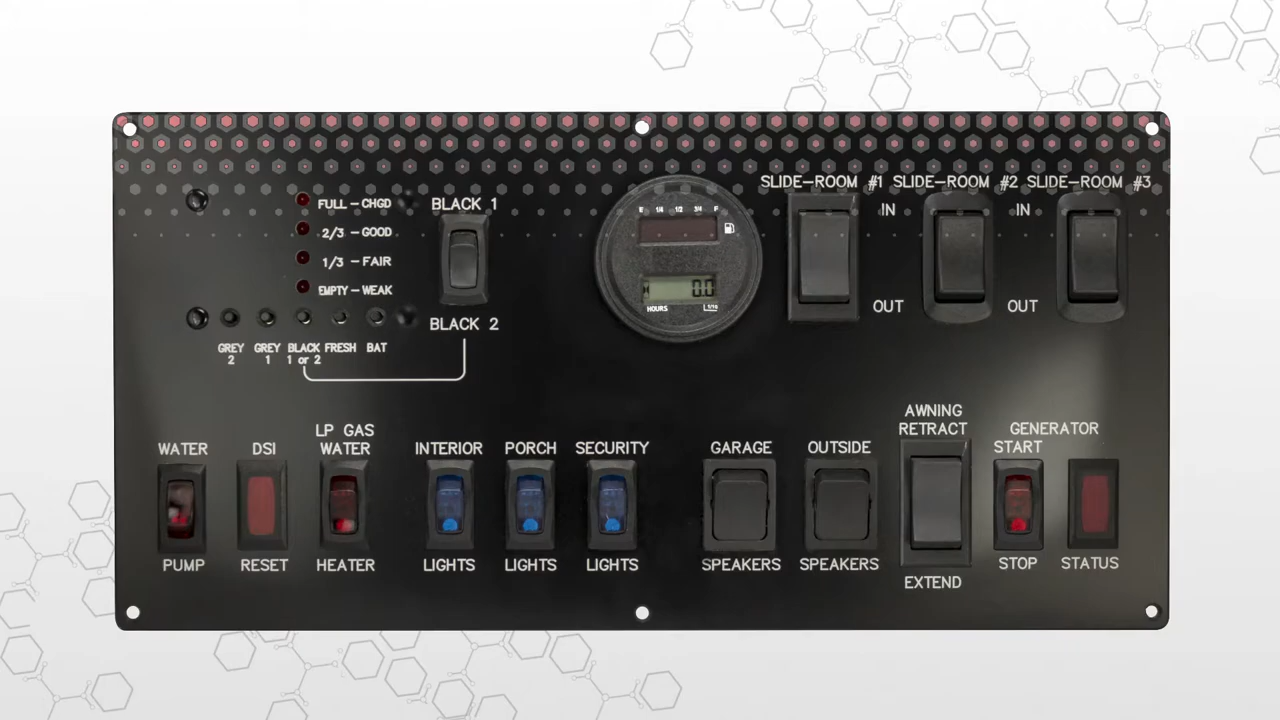 SLIDE-ROOM #1 SLIDE-ROOM #2 SLIDE-ROOM #3
IN IN
OUT OUT
FULL – CHGD
2/3 – GOOD
1/3 – FAIR
EMPTY – WEAK
BLACK 1
BLACK 2
GREY 2
GREY 1
BLACK 1 or 2
FRESH
BAT
E 1/4 1/2 3/4 F
00
HOURS 1/10
WATER
PUMP
DSI
RESET
LP GAS
WATER
HEATER
INTERIOR
LIGHTS
PORCH
LIGHTS
SECURITY
LIGHTS
GARAGE
SPEAKERS
OUTSIDE
SPEAKERS
AWNING
RETRACT
EXTEND
GENERATOR
START
STOP
STATUS